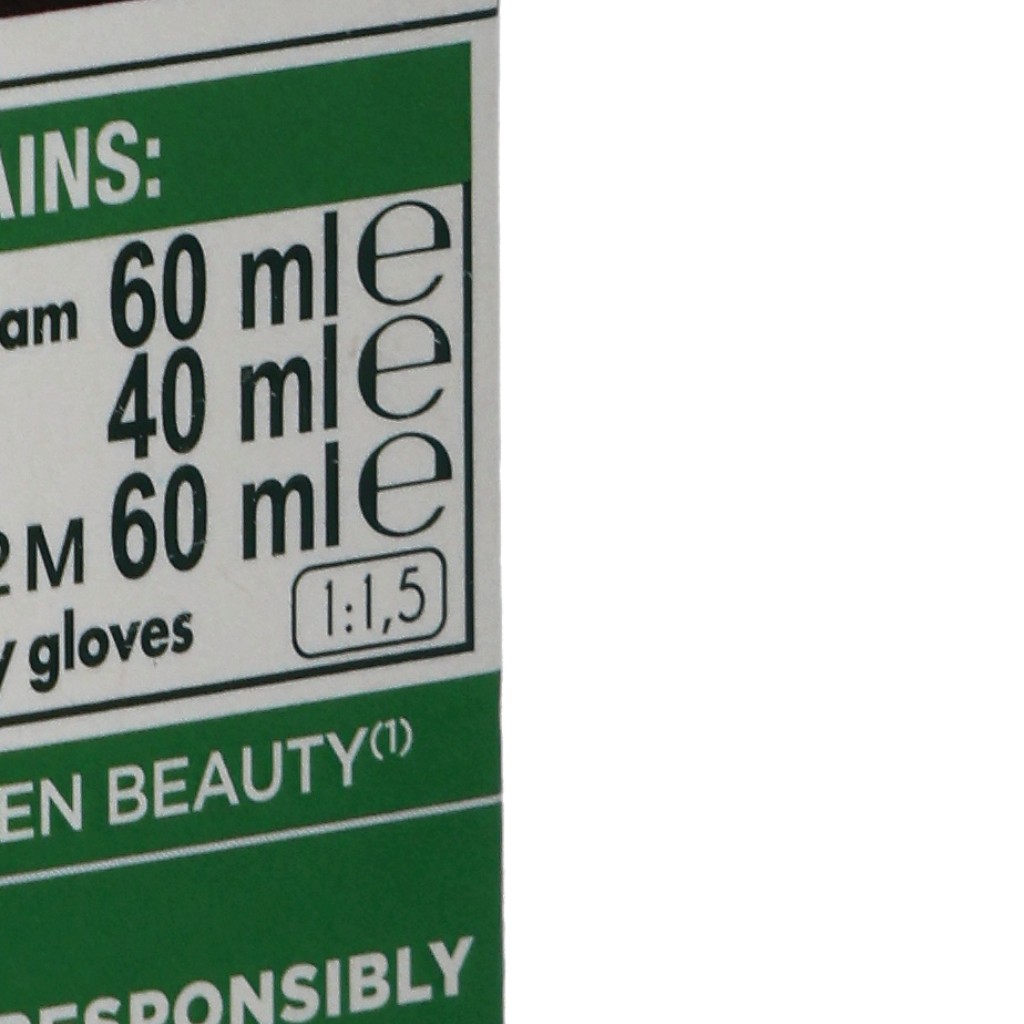 AINS:
am 60 ml ℮
40 ml ℮
2 M 60 ml ℮
y gloves 1:1,5
EN BEAUTY(1)
RESPONSIBLY